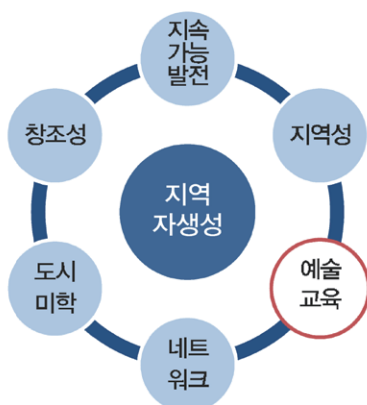 지속
가능
발전
창조성
지역성
지역
자생성
도시
미학
예술
교육
네트
워크